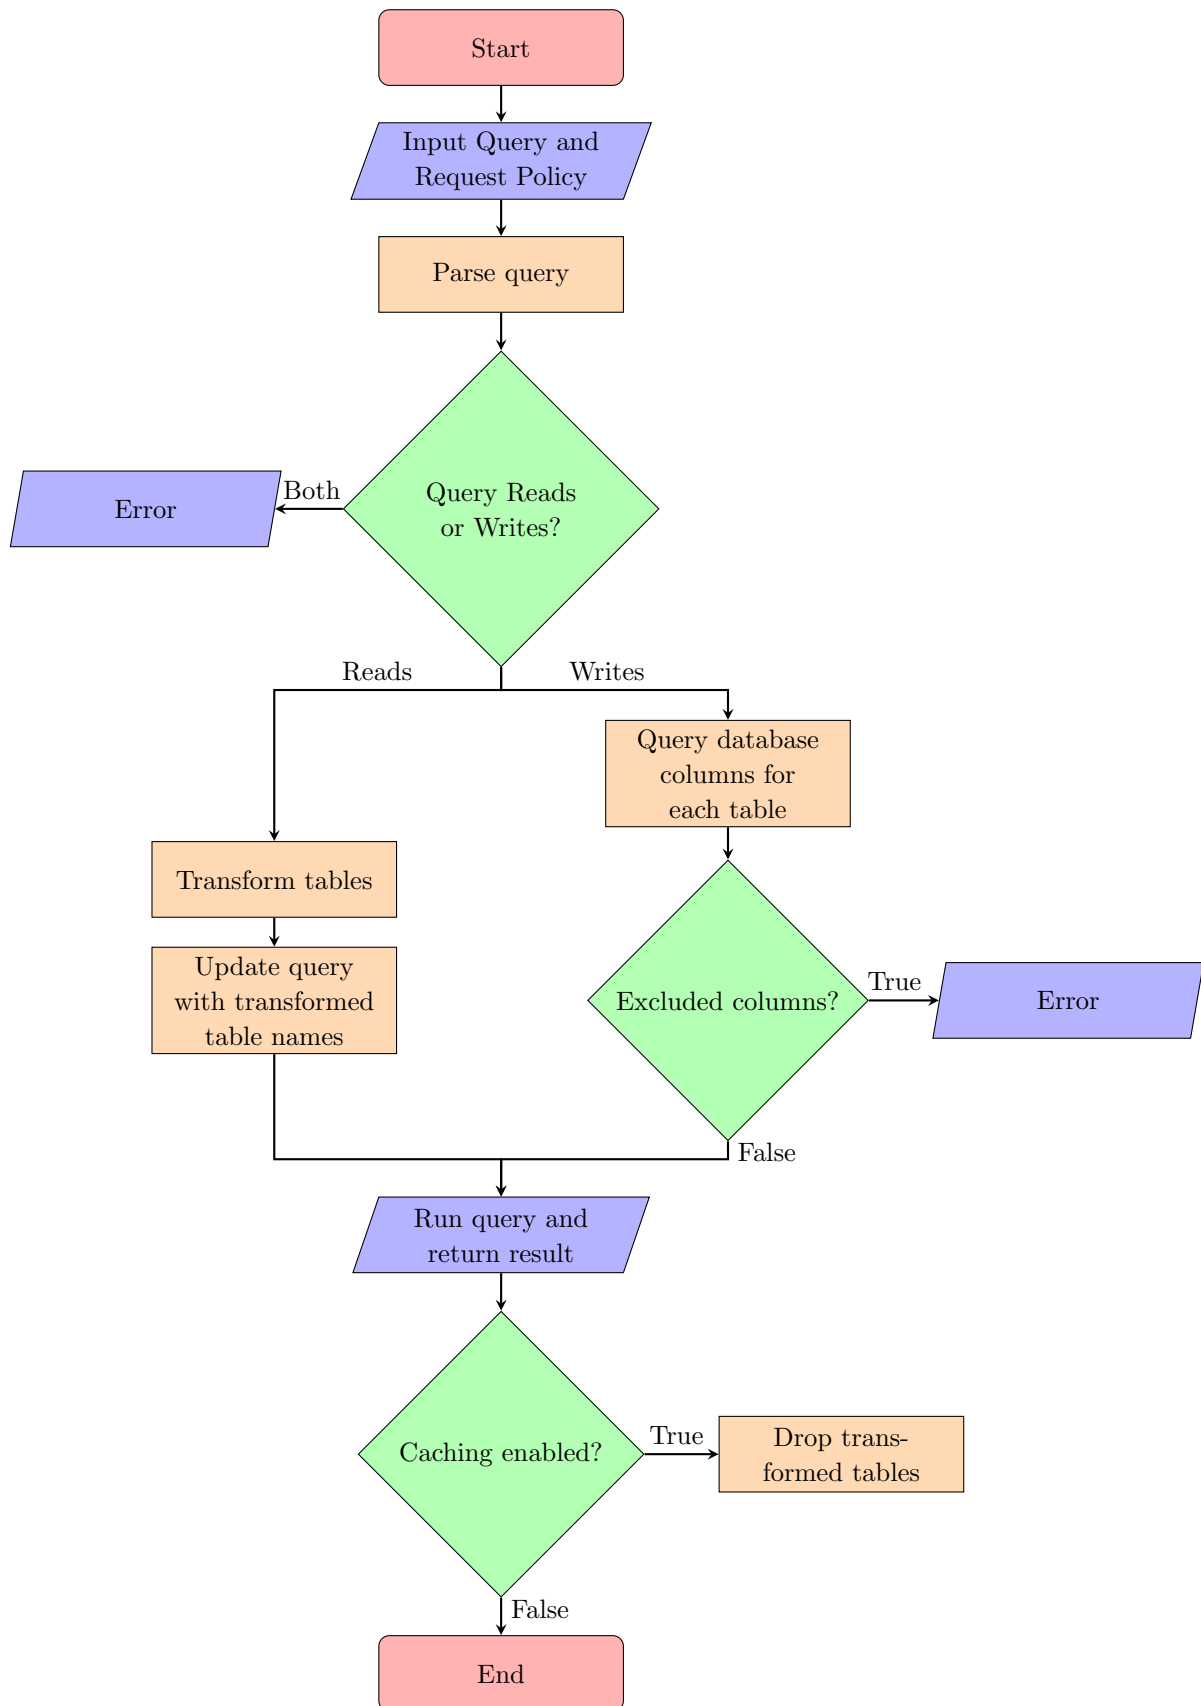 Start
Input Query and
Request Policy
Parse query
Query Reads
or Writes?
Both
Error
Reads
Writes
Query database
columns for
each table
Transform tables
Update query
with transformed
table names
Excluded columns?
True
Error
False
Run query and
return result
Caching enabled?
True
Drop trans-
formed tables
False
End